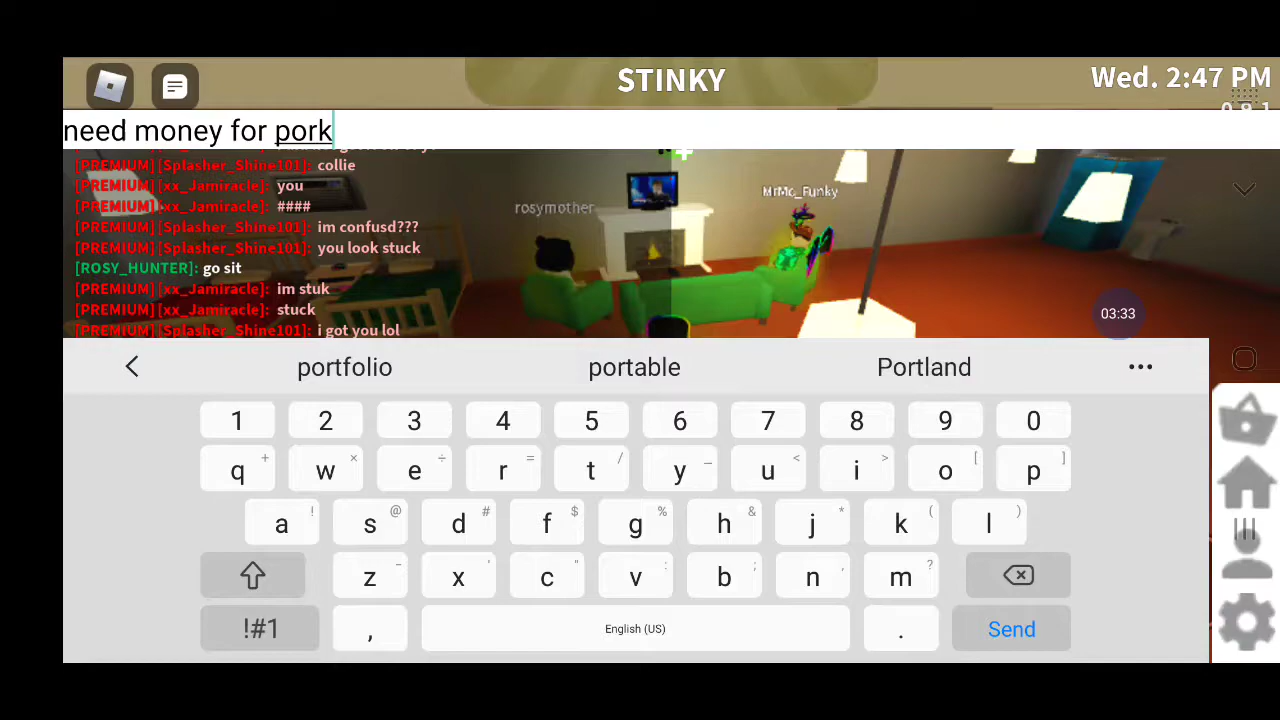 STINKY
Wed. 2:47 PM
need money for pork
[PREMIUM][Splasher_Shine101]: collie
[PREMIUM][xx_Jamiracle]: you
[PREMIUM][xx_Jamiracle]: ####
[PREMIUM][Splasher_Shine101]: im confusd???
[PREMIUM][Splasher_Shine101]: you look stuck
[ROSY_HUNTER]: go sit
[PREMIUM][xx_Jamiracle]: im stuk
[PREMIUM][xx_Jamiracle]: stuck
[PREMIUM][Splasher_Shine101]: i got you lol
rosymother
MrMc_Funky
03:33
portfolio portable Portland
1 2 3 4 5 6 7 8 9 0
q + w × e ÷ r = t / y _ u < i > o [ p ]
a ! s @ d # f $ g % h & j * k ( l )
z - x ' c " v : b ; n , m ?
!#1 , English (US) . Send